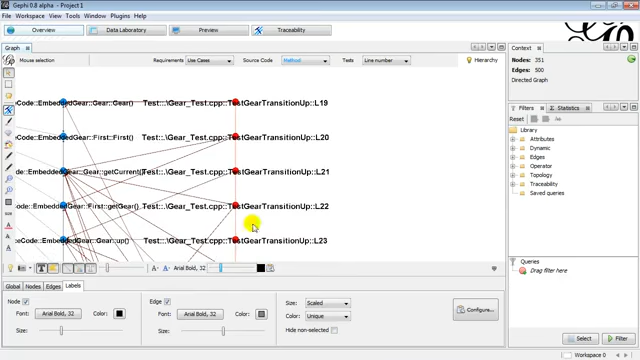 Gephi 0.8 alpha - Project 1
File Workspace View Tools Window Plugins Help
Overview Data Laboratory Preview Traceability
Graph
Mouse selection Requirements Use Cases Source Code Method Tests Line number Hierarchy
eCode::EmbeddedGear::Gear::Gear() Test::.\Gear_Test.cpp::TestGearTransitionUp::L19
Code::EmbeddedGear::First::First() Test::.\Gear_Test.cpp::TestGearTransitionUp::L20
Code::EmbeddedGear::Gear::getCurrent() Test::.\Gear_Test.cpp::TestGearTransitionUp::L21
Code::EmbeddedGear::First::getGear() Test::.\Gear_Test.cpp::TestGearTransitionUp::L22
eCode::EmbeddedGear::Gear::up() Test::.\Gear_Test.cpp::TestGearTransitionUp::L23
A- A- Arial Bold, 32
Global Nodes Edges Labels
Node Edge Size: Scaled
Font: Arial Bold, 32 Font: Arial Bold, 32 Color: Unique Configure...
Size: Size: Hide non-selected
Color: Color:
Context
Nodes: 351
Edges: 500
Directed Graph
Filters Statistics
Reset
Library
Attributes
Dynamic
Edges
Operator
Topology
Traceability
Saved queries
Queries
Drag filter here
Select Filter
Workspace 0